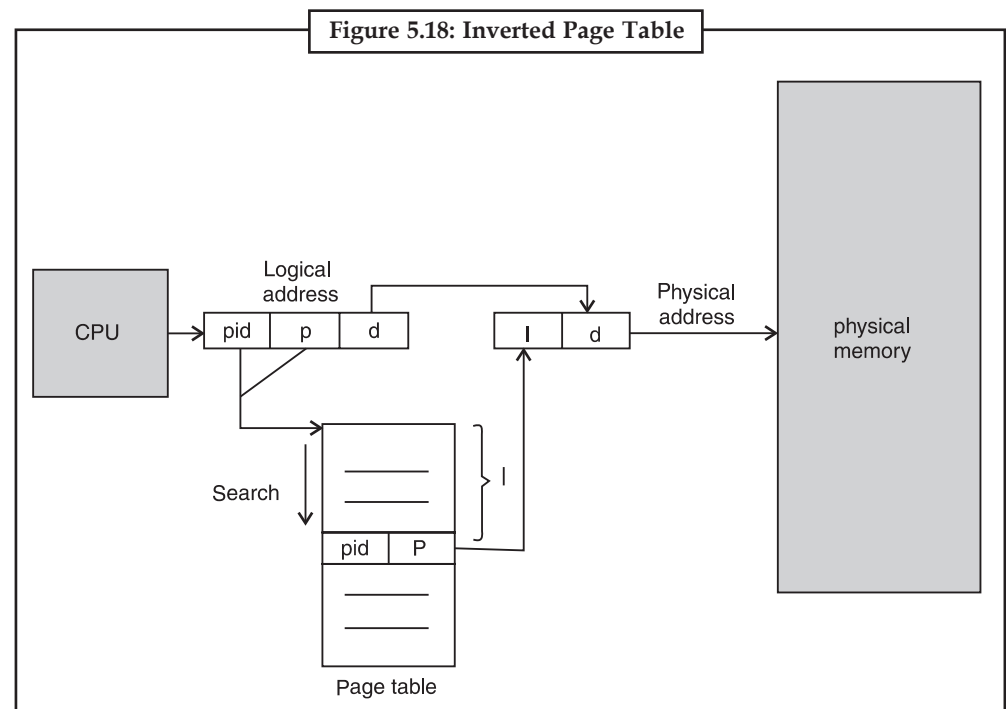 Figure 5.18: Inverted Page Table
Logical
address
CPU
pid p d
I d
Physical
address
physical
memory
Search
I
pid P
Page table